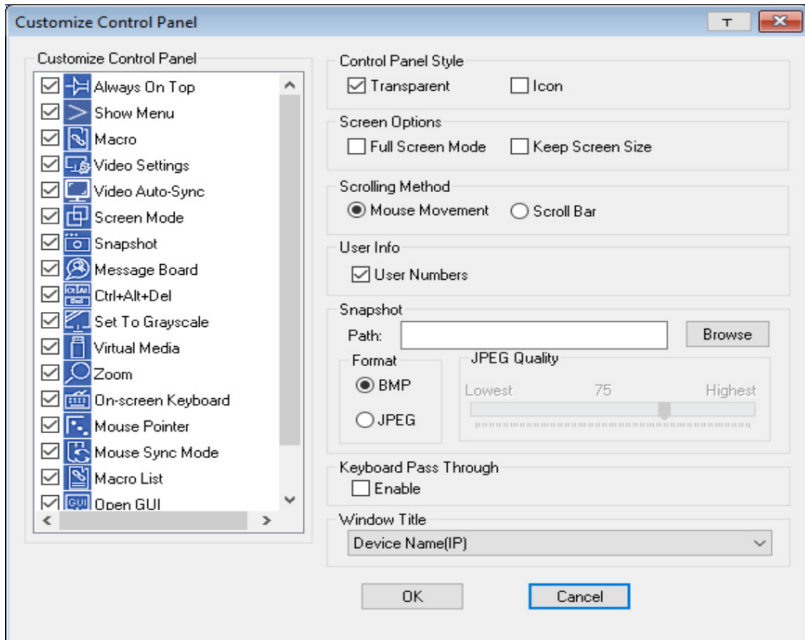 Customize Control Panel
T
Customize Control Panel
Always On Top
Show Menu
Macro
Video Settings
Video Auto-Sync
Screen Mode
Snapshot
Message Board
Ctrl+Alt+Del
Set To Grayscale
Virtual Media
Zoom
On-screen Keyboard
Mouse Pointer
Mouse Sync Mode
Macro List
GUI Open GUI
Control Panel Style
Transparent Icon
Screen Options
Full Screen Mode Keep Screen Size
Scrolling Method
Mouse Movement Scroll Bar
User Info
User Numbers
Snapshot
Path: Browse
Format
BMP
JPEG
JPEG Quality
Lowest 75 Highest
Keyboard Pass Through
Enable
Window Title
Device Name(IP)
OK Cancel